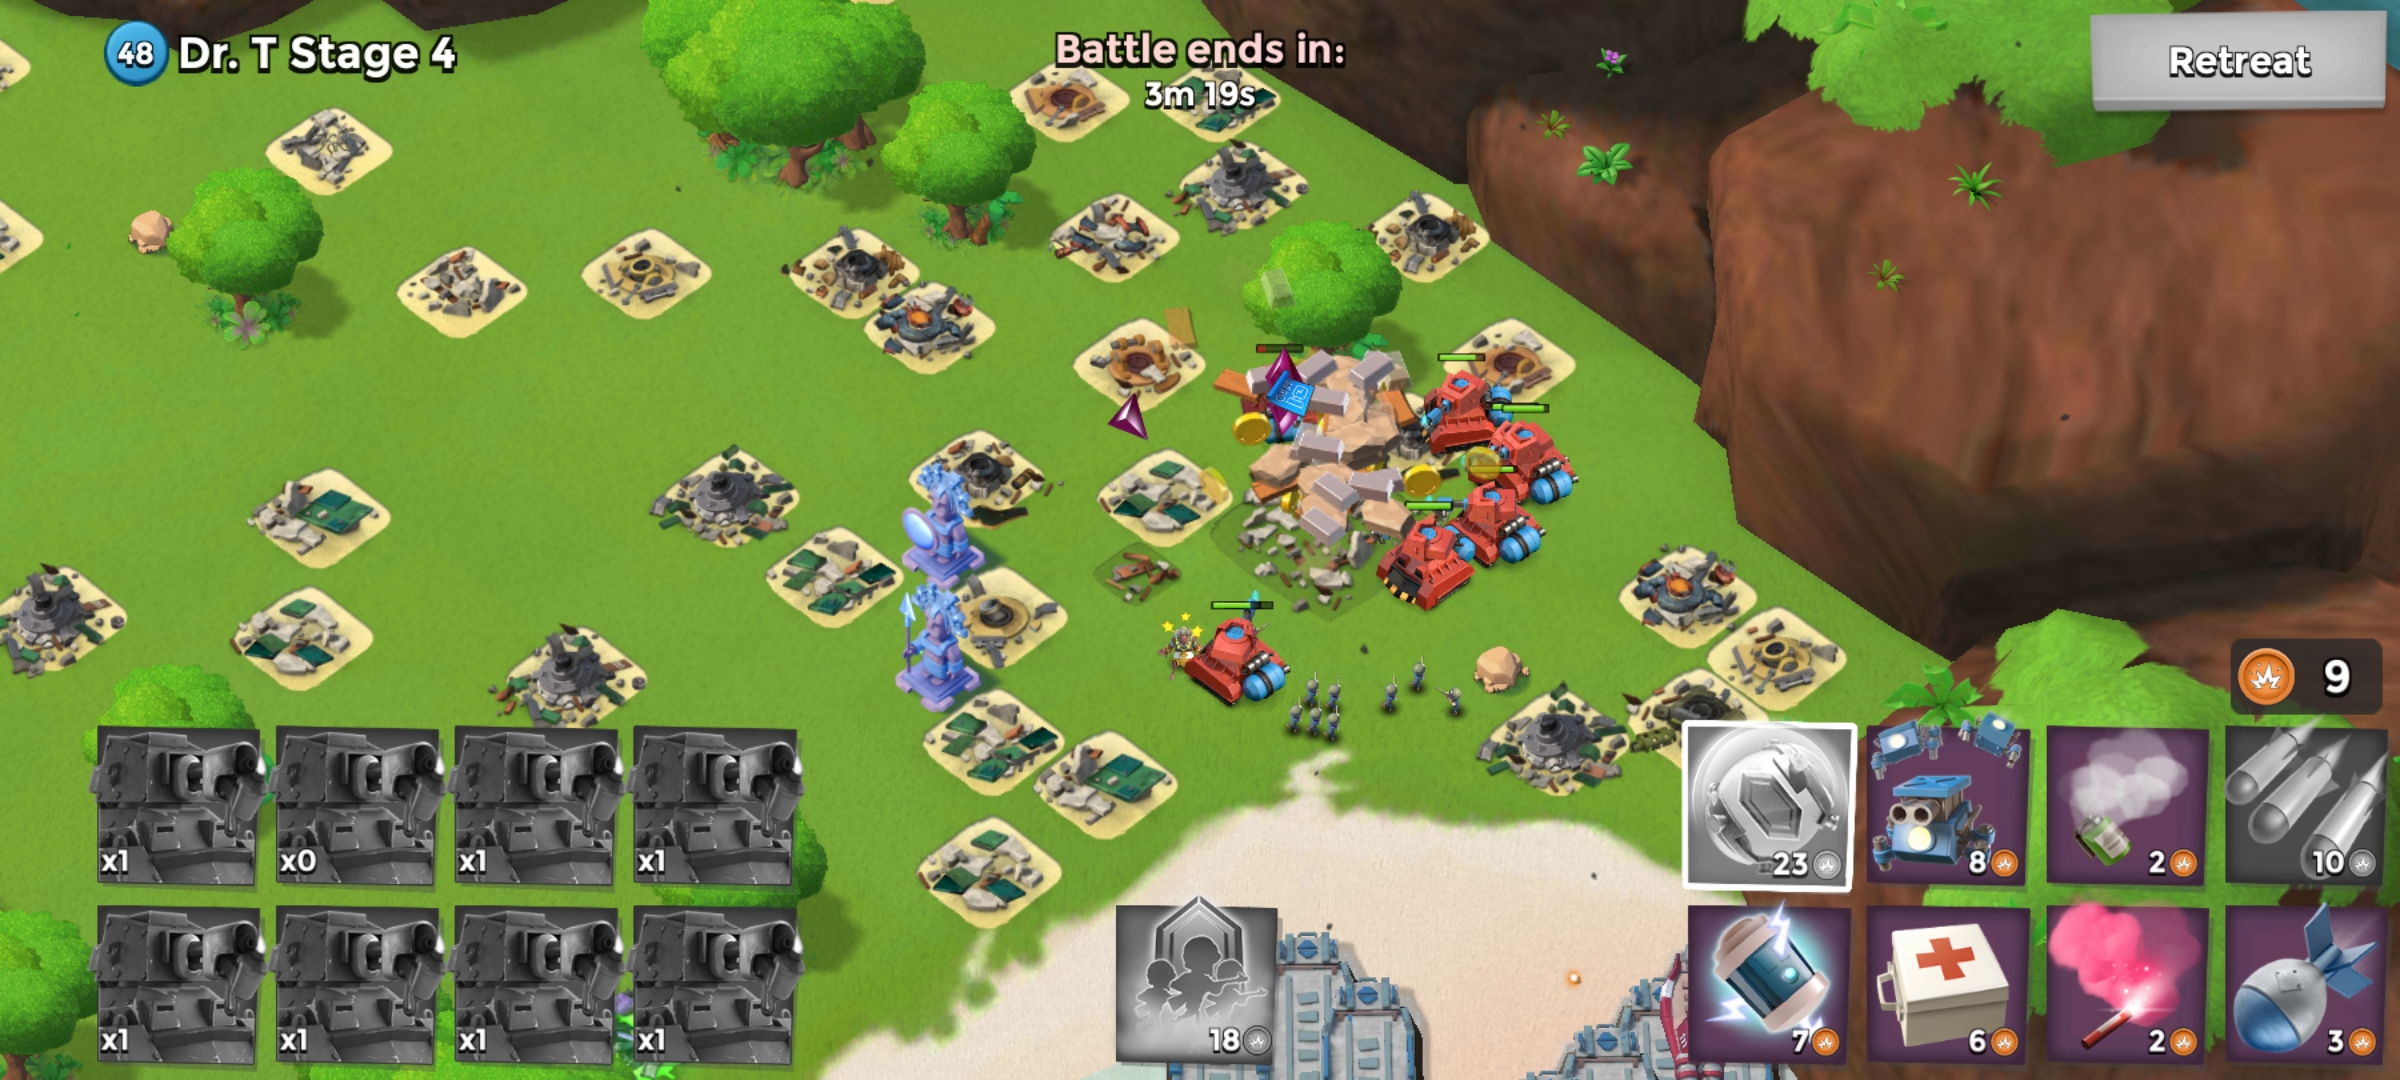 48 Dr. T Stage 4
Battle ends in:
3m 19s
Retreat
9
x1
x0
x1
x1
23
8
2
10
x1
x1
x1
x1
18
7
6
2
3